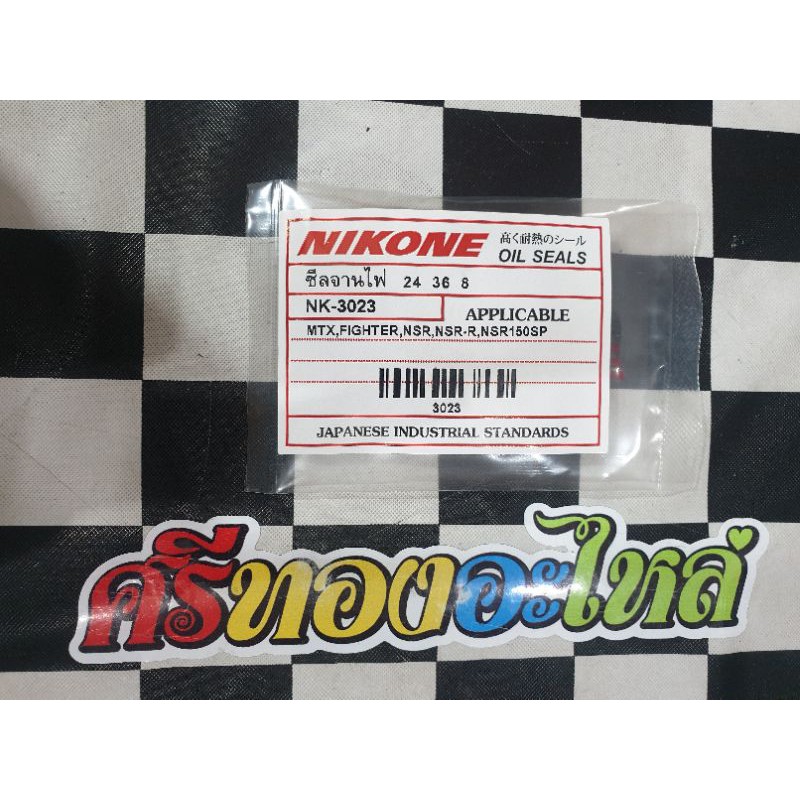 NIKONE 高く耐熱のシール
OIL SEALS
ซีลจานไฟ 24 36 8
NK-3023 APPLICABLE
MTX,FIGHTER,NSR,NSR-R,NSR150SP
3023
JAPANESE INDUSTRIAL STANDARDS
ศรีทองอะไหล่